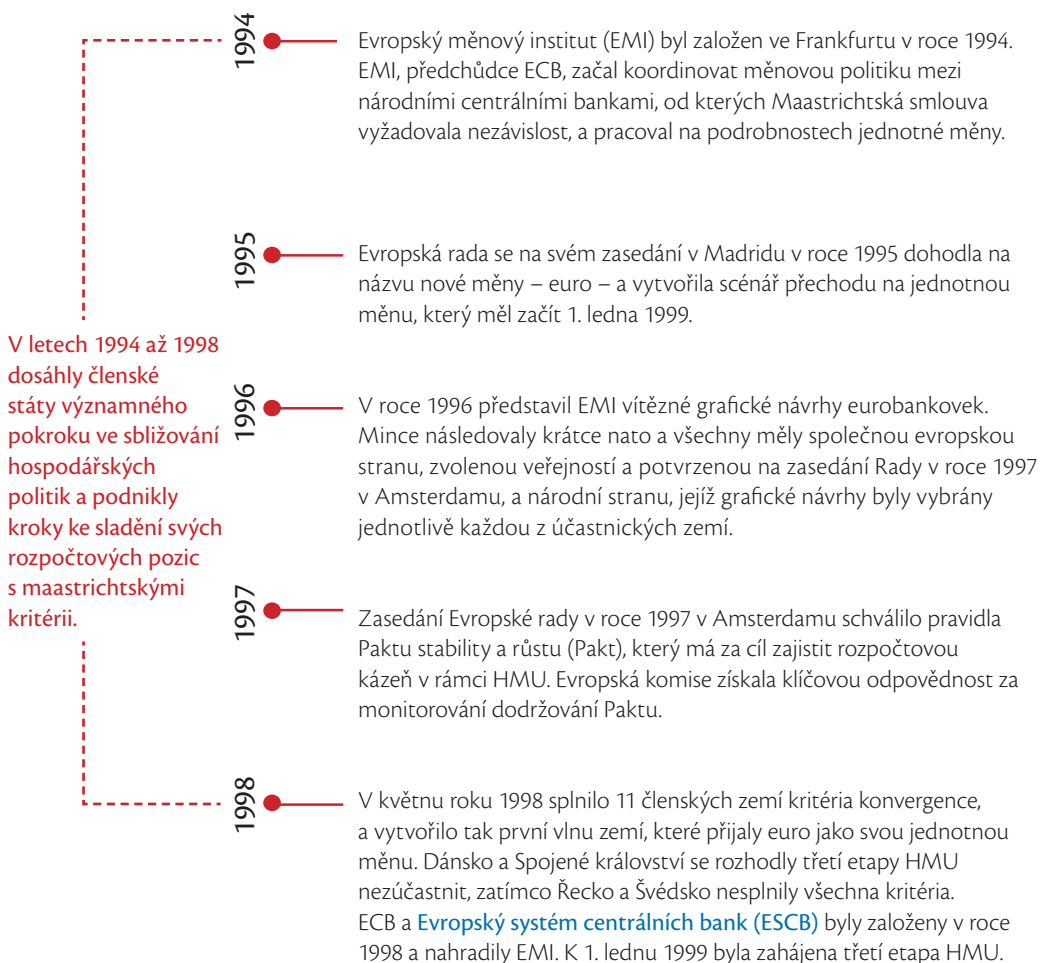 1994
Evropský měnový institut (EMI) byl založen ve Frankfurtu v roce 1994.
EMI, předchůdce ECB, začal koordinovat měnovou politiku mezi
národními centrálními bankami, od kterých Maastrichtská smlouva
vyžadovala nezávislost, a pracoval na podrobnostech jednotné měny.
1995
Evropská rada se na svém zasedání v Madridu v roce 1995 dohodla na
názvu nové měny – euro – a vytvořila scénář přechodu na jednotnou
měnu, který měl začít 1. ledna 1999.
V letech 1994 až 1998
dosáhly členské
státy významného
pokroku ve sbližování
hospodářských
politik a podnikly
kroky ke sladění svých
rozpočtových pozic
s maastrichtskými
kritérii.
1996
V roce 1996 představil EMI vítězné grafické návrhy eurobankovek.
Mince následovaly krátce nato a všechny měly společnou evropskou
stranu, zvolenou veřejností a potvrzenou na zasedání Rady v roce 1997
v Amsterdamu, a národní stranu, jejíž grafické návrhy byly vybrány
jednotlivě každou z účastnických zemí.
1997
Zasedání Evropské rady v roce 1997 v Amsterdamu schválilo pravidla
Paktu stability a růstu (Pakt), který má za cíl zajistit rozpočtovou
kázeň v rámci HMU. Evropská komise získala klíčovou odpovědnost za
monitorování dodržování Paktu.
1998
V květnu roku 1998 splnilo 11 členských zemí kritéria konvergence,
a vytvořilo tak první vlnu zemí, které přijaly euro jako svou jednotnou
měnu. Dánsko a Spojené království se rozhodly třetí etapy HMU
nezúčastnit, zatímco Řecko a Švédsko nesplnily všechna kritéria.
ECB a Evropský systém centrálních bank (ESCB) byly založeny v roce
1998 a nahradily EMI. K 1. lednu 1999 byla zahájena třetí etapa HMU.